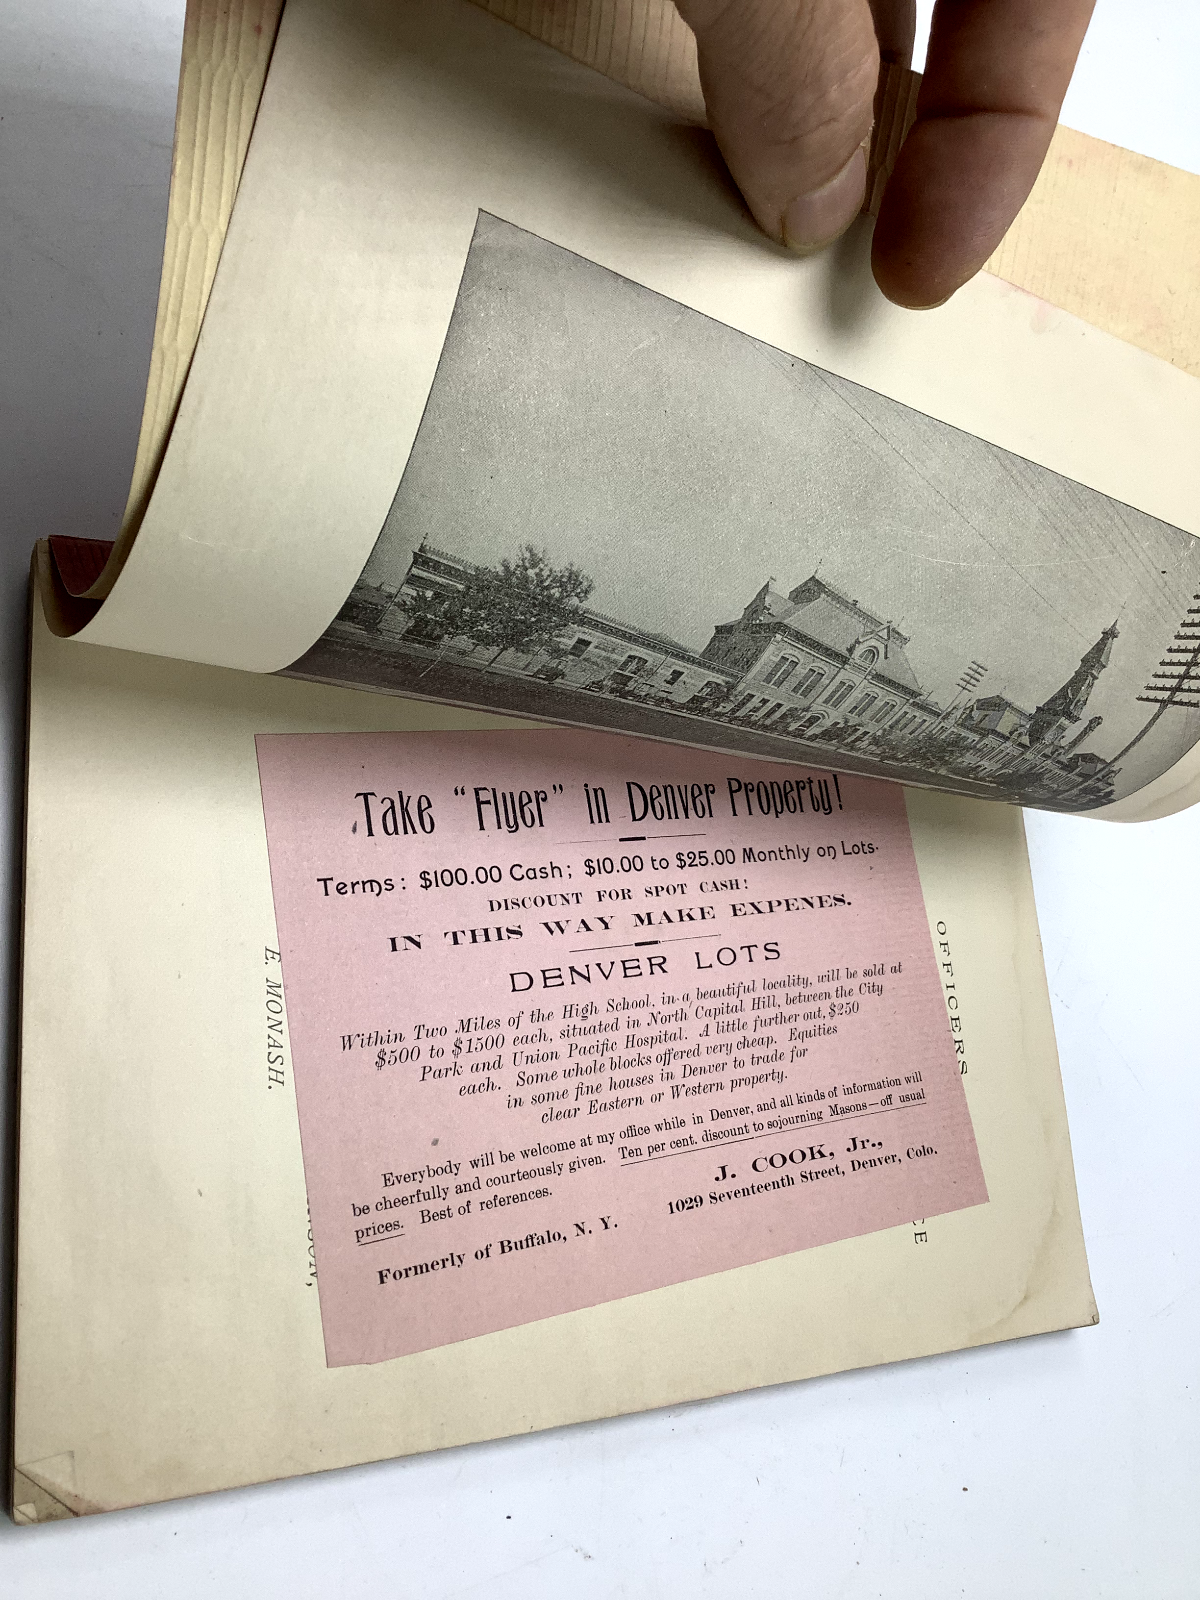 Take "Flyer" in Denver Property!
Terms: $100.00 Cash; $10.00 to $25.00 Monthly on Lots.
DISCOUNT FOR SPOT CASH!
IN THIS WAY MAKE EXPENES.
DENVER LOTS
Within Two Miles of the High School, in a beautiful locality, will be sold at
$500 to $1500 each, situated in North Capital Hill, between the City
Park and Union Pacific Hospital. A little further out, $250
each. Some whole blocks offered very cheap. Equities
in some fine houses in Denver to trade for
clear Eastern or Western property.
Everybody will be welcome at my office while in Denver, and all kinds of information will
be cheerfully and courteously given. Ten per cent. discount to sojourning Masons—off usual
prices. Best of references.
J. COOK, Jr.,
1029 Seventeenth Street, Denver, Colo.
Formerly of Buffalo, N. Y.
E. MONASH.
OFFICERS.